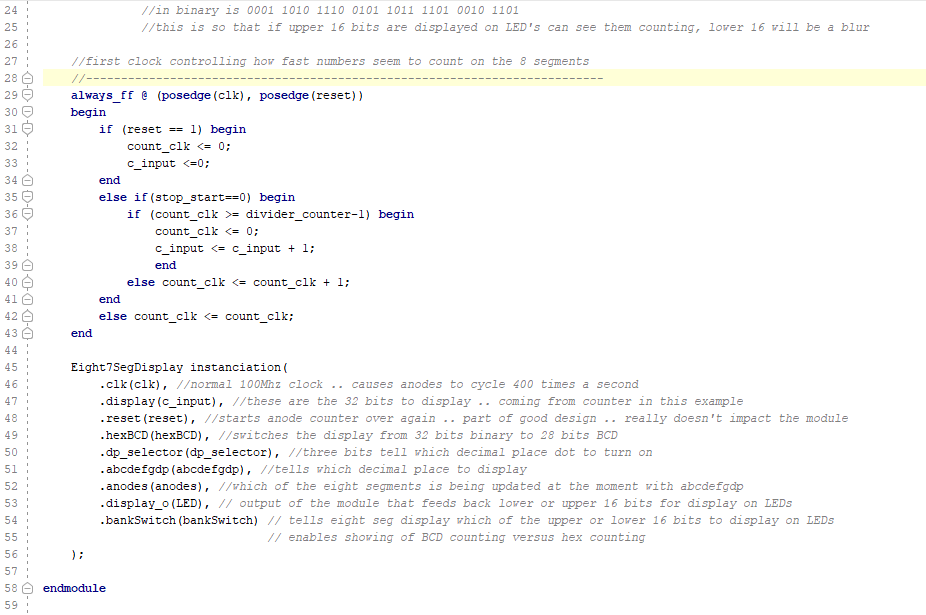 24 //in binary is 0001 1010 1110 0101 1011 1101 0010 1101
25 //this is so that if upper 16 bits are displayed on LED's can see them counting, lower 16 will be a blur
26
27 //first clock controlling how fast numbers seem to count on the 8 segments
28 //--------------------------------------------------------------------------
29 always_ff @ (posedge(clk), posedge(reset))
30 begin
31 if (reset == 1) begin
32 count_clk <= 0;
33 c_input <=0;
34 end
35 else if(stop_start==0) begin
36 if (count_clk >= divider_counter-1) begin
37 count_clk <= 0;
38 c_input <= c_input + 1;
39 end
40 else count_clk <= count_clk + 1;
41 end
42 else count_clk <= count_clk;
43 end
44
45 Eight7SegDisplay instanciation(
46 .clk(clk), //normal 100Mhz clock .. causes anodes to cycle 400 times a second
47 .display(c_input), //these are the 32 bits to display .. coming from counter in this example
48 .reset(reset), //starts anode counter over again .. part of good design .. really doesn't impact the module
49 .hexBCD(hexBCD), //switches the display from 32 bits binary to 28 bits BCD
50 .dp_selector(dp_selector), //three bits tell which decimal place dot to turn on
51 .abcdefgdp(abcdefgdp), //tells which decimal place to display
52 .anodes(anodes), //which of the eight segments is being updated at the moment with abcdefgdp
53 .display_o(LED), // output of the module that feeds back lower or upper 16 bits for display on LEDs
54 .bankSwitch(bankSwitch) // tells eight seg display which of the upper or lower 16 bits to display on LEDs
55 // enables showing of BCD counting versus hex counting
56 );
57
58 endmodule
59